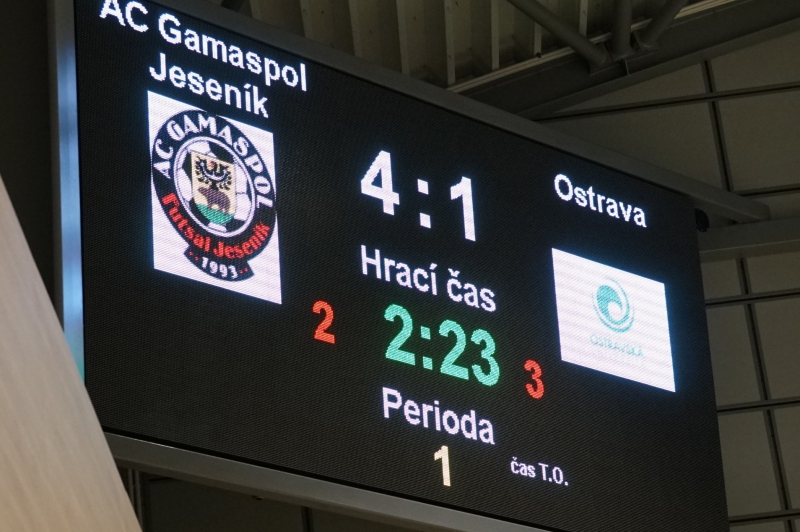 AC Gamaspol
Jeseník
AC GAMASPOL
Futsal Jeseník
1993
4:1
Ostrava
OSTRAVSKÁ
Hrací čas
2
2:23
3
Perioda
1
čas T.O.